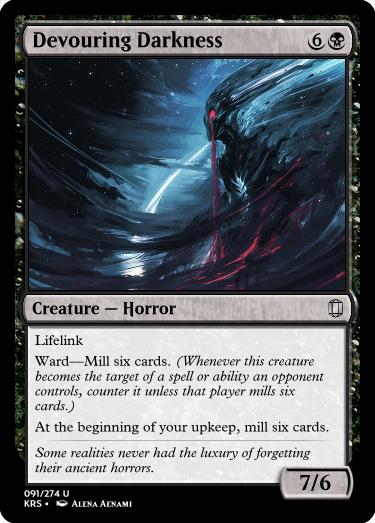 Devouring Darkness 6
Creature — Horror
Lifelink
Ward—Mill six cards. (Whenever this creature
becomes the target of a spell or ability an opponent
controls, counter it unless that player mills six
cards.)
At the beginning of your upkeep, mill six cards.
Some realities never had the luxury of forgetting
their ancient horrors.
7/6
091/274 U
KRS • Alena Aenami